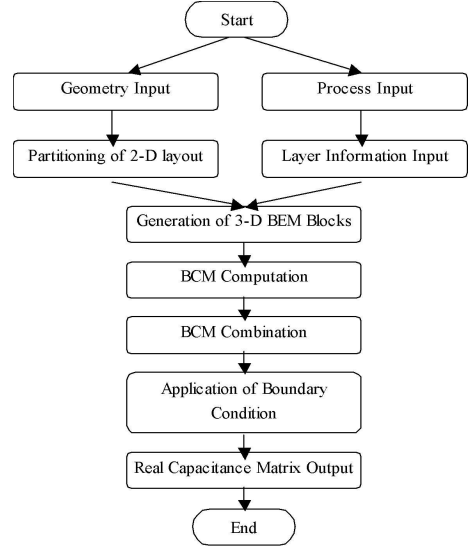 Start
Geometry Input
Process Input
Partitioning of 2-D layout
Layer Information Input
Generation of 3-D BEM Blocks
BCM Computation
BCM Combination
Application of Boundary
Condition
Real Capacitance Matrix Output
End